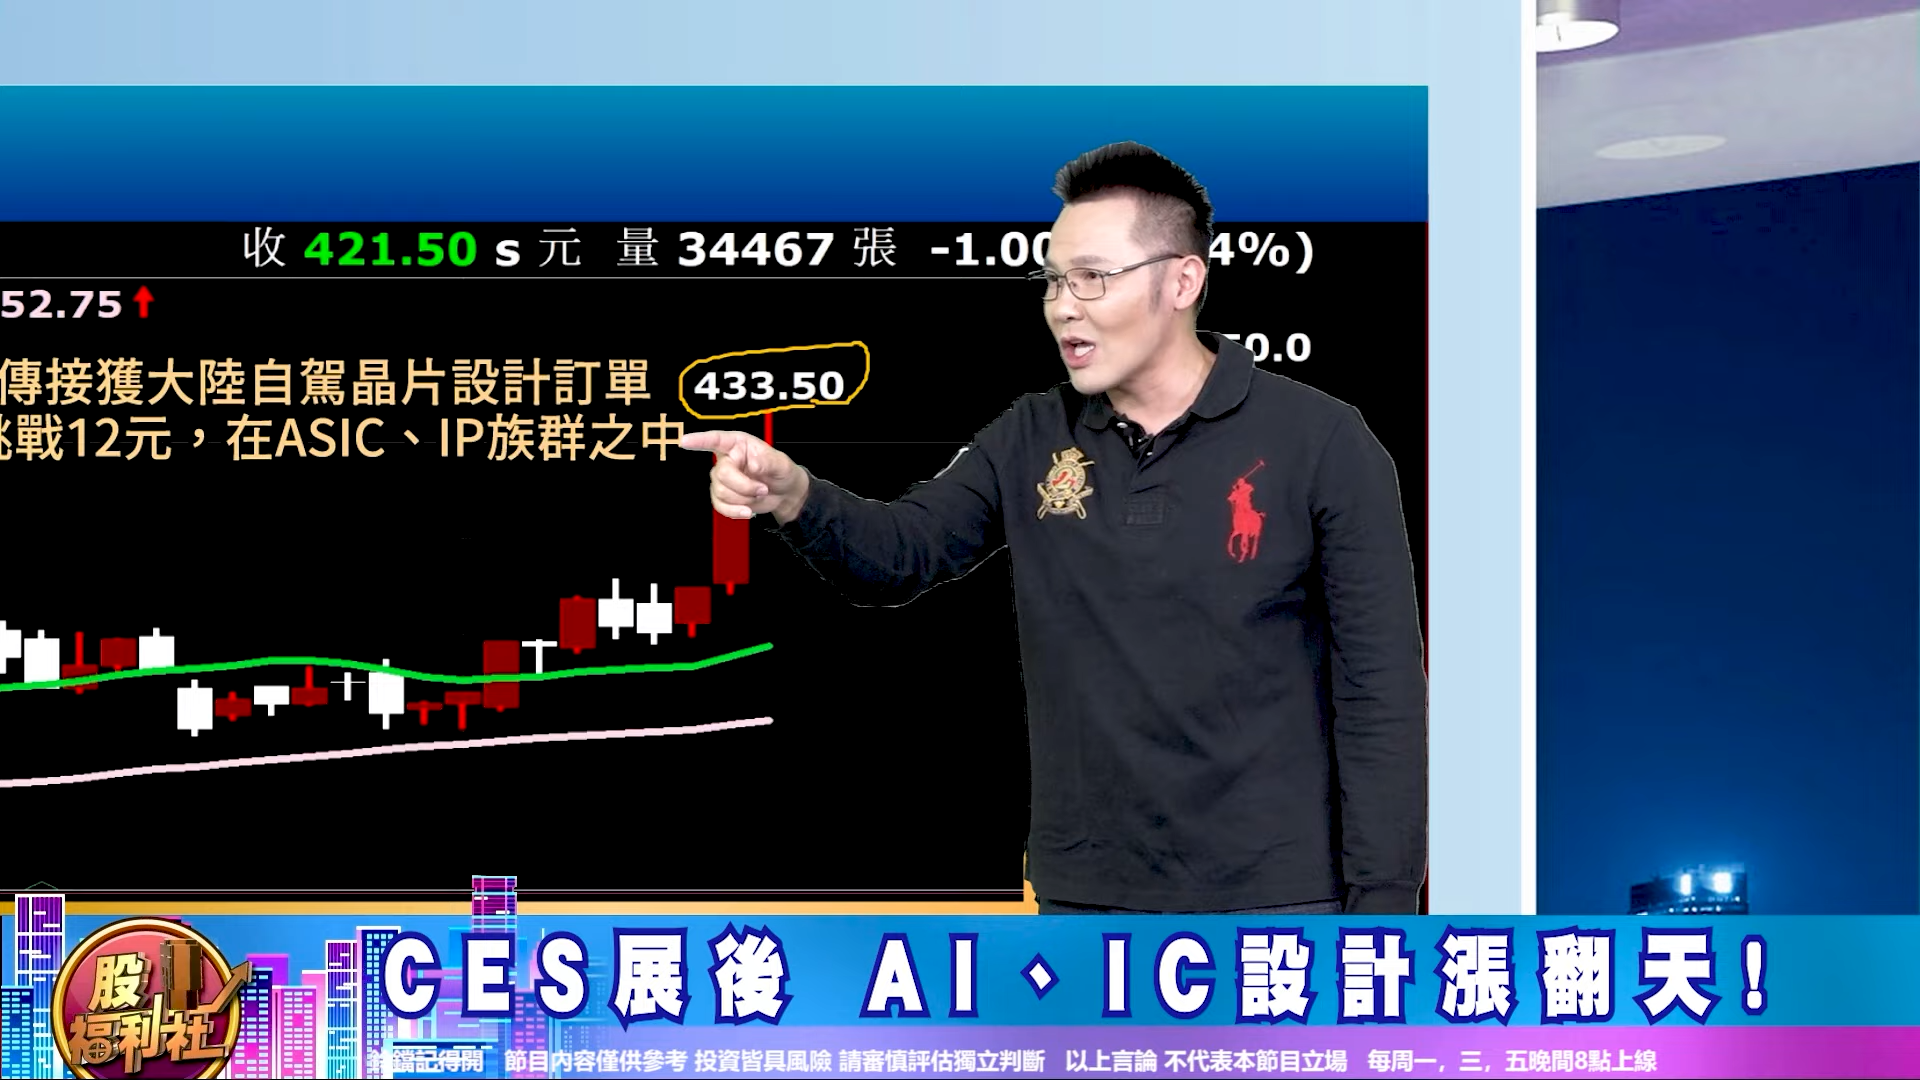 收 421.50 s 元 量 34467 張 -1.00 4%)
52.75
50.0
傳接獲大陸自駕晶片設計訂單 433.50
挑戰12元，在ASIC、IP族群之中
CES展後 AI、IC設計漲翻天!
股
福利社
記得開 節目內容僅供參考 投資皆具風險 請審慎評估獨立判斷 以上言論 不代表本節目立場 每周一，三，五晚間8點上線